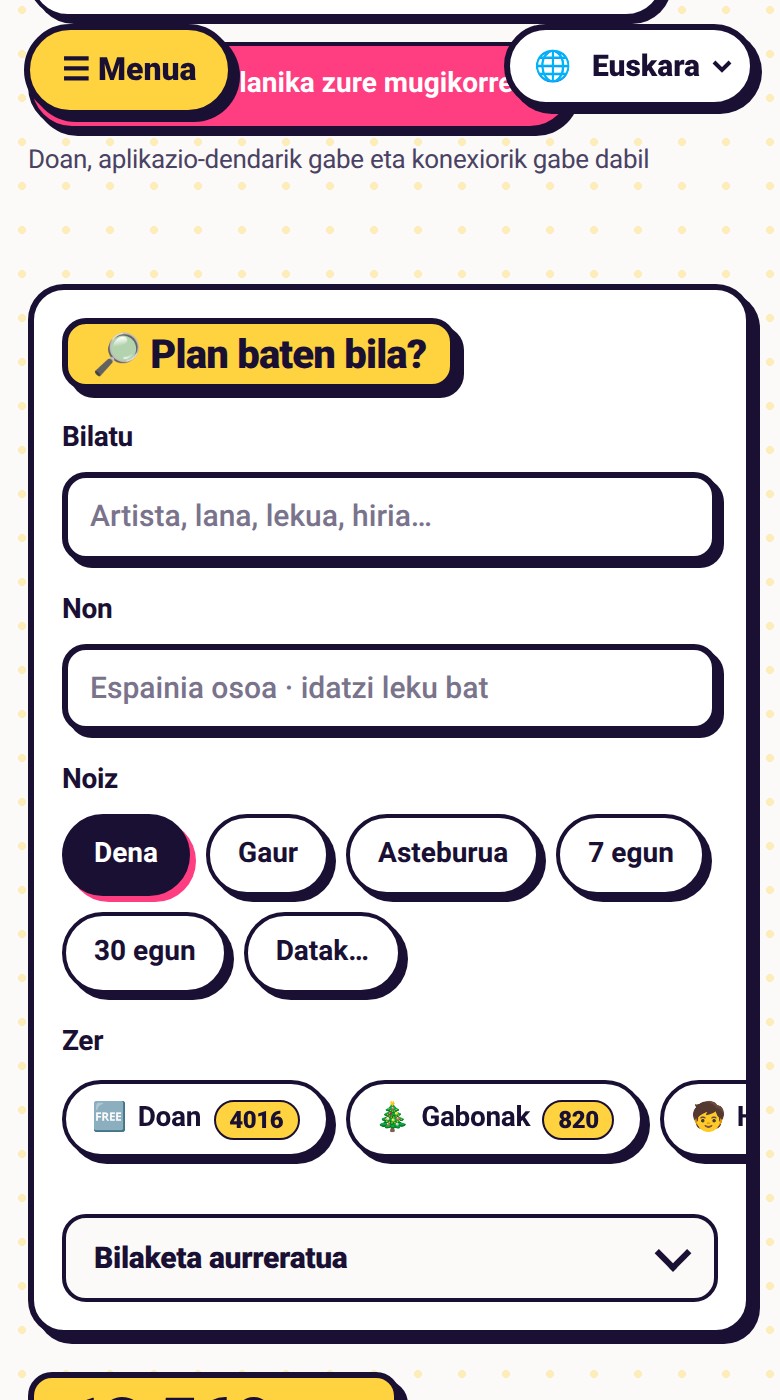 ☰ Menua
zure
Euskara
Doan, aplikazio-dendarik gabe eta konexiorik gabe dabil
Plan baten bila?
Bilatu
Artista, lana, lekua, hiria…
Non
Espainia osoa · idatzi leku bat
Noiz
Dena
Gaur
Asteburua
7 egun
30 egun
Datak…
Zer
FREE Doan 4016
Gabonak 820
Bilaketa aurreratua